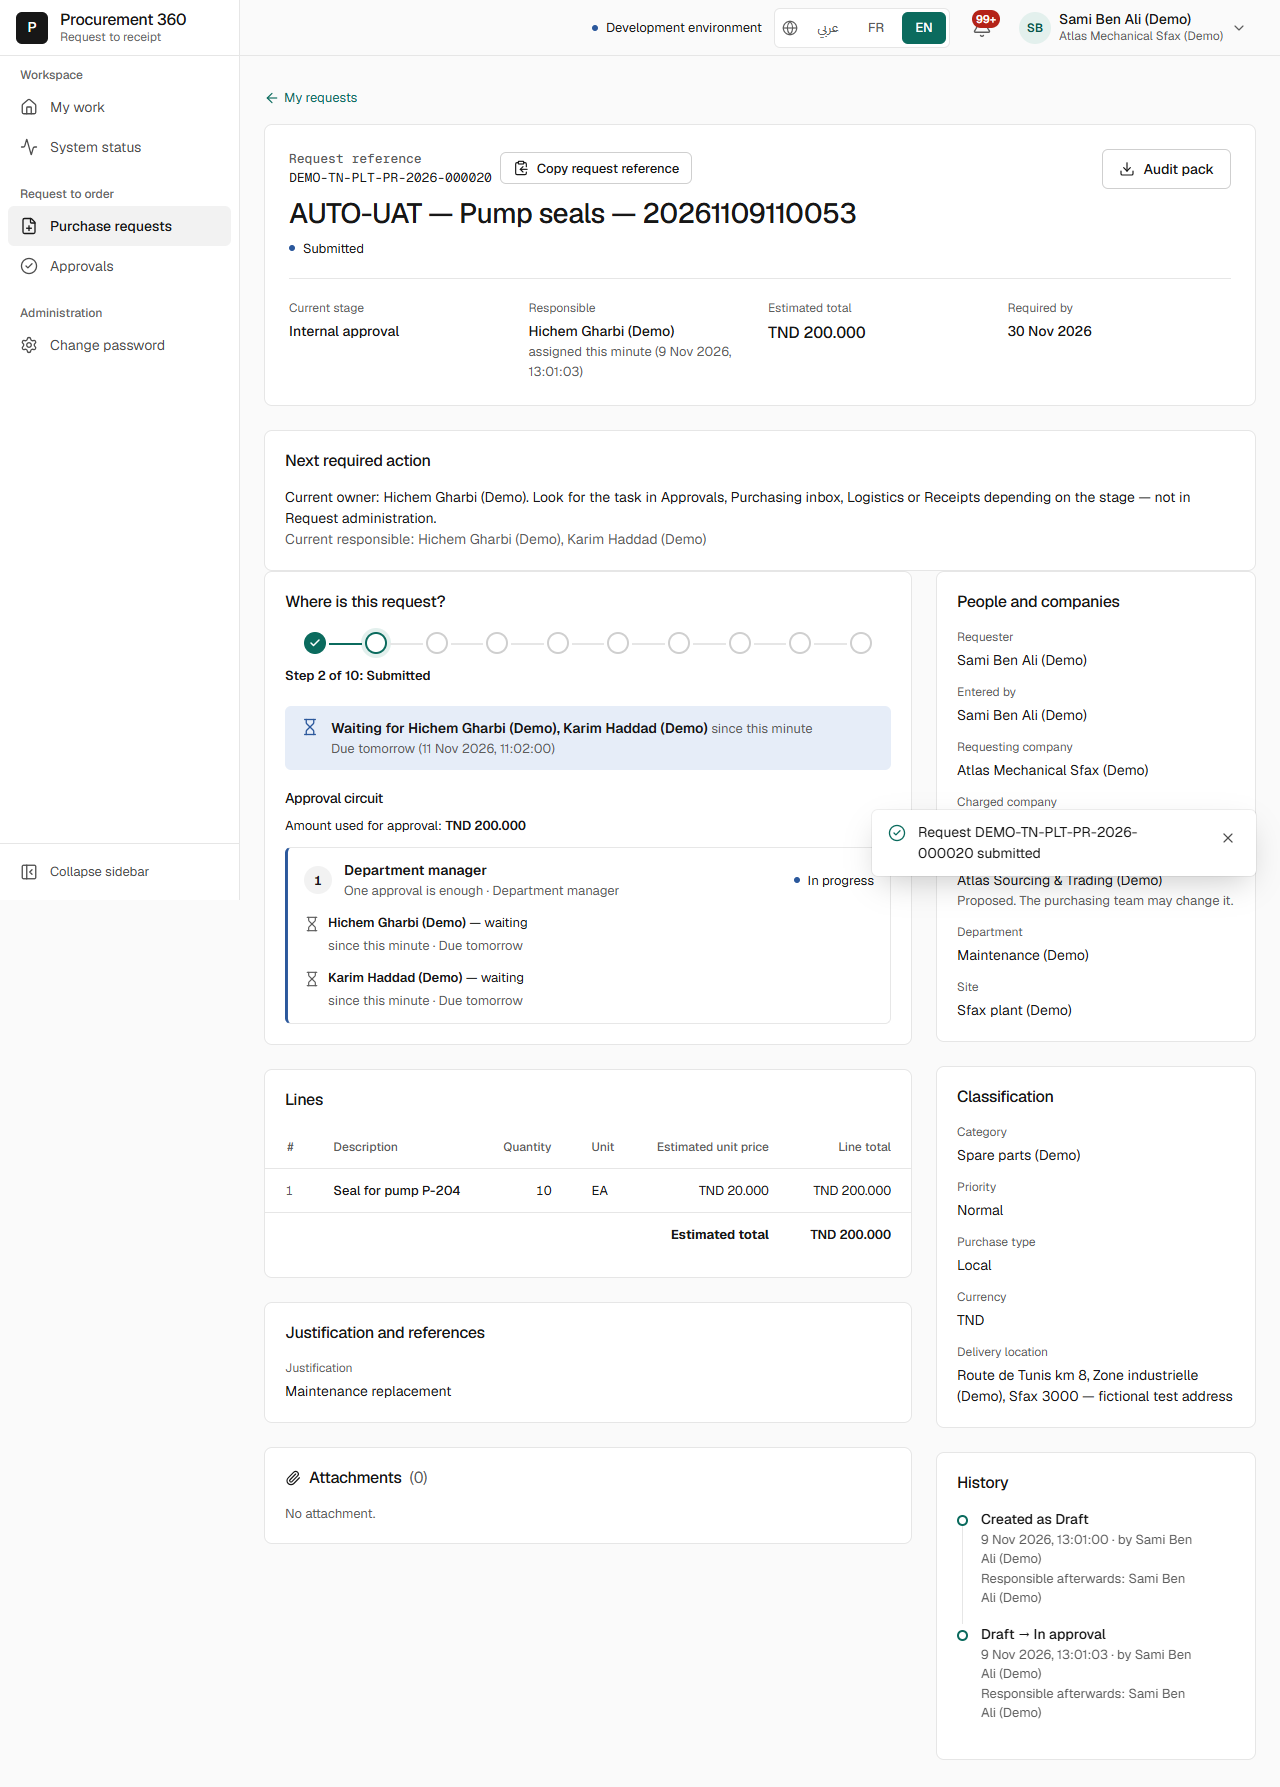 P
Procurement 360
Request to receipt
Development environment
عربي
FR
EN
99+
SB
Sami Ben Ali (Demo)
Atlas Mechanical Sfax (Demo)
Workspace
My work
System status
Request to order
Purchase requests
Approvals
Administration
Change password
Collapse sidebar
My requests
Request reference
DEMO-TN-PLT-PR-2026-000020
Copy request reference
Audit pack
AUTO-UAT — Pump seals — 20261109110053
Submitted
Current stage
Internal approval
Responsible
Hichem Gharbi (Demo)
assigned this minute (9 Nov 2026,
13:01:03)
Estimated total
TND 200.000
Required by
30 Nov 2026
Next required action
Current owner: Hichem Gharbi (Demo). Look for the task in Approvals, Purchasing inbox, Logistics or Receipts depending on the stage — not in
Request administration.
Current responsible: Hichem Gharbi (Demo), Karim Haddad (Demo)
Where is this request?
Step 2 of 10: Submitted
Waiting for Hichem Gharbi (Demo), Karim Haddad (Demo) since this minute
Due tomorrow (11 Nov 2026, 11:02:00)
Approval circuit
Amount used for approval: TND 200.000
1
Department manager
One approval is enough · Department manager
In progress
Hichem Gharbi (Demo) — waiting
since this minute · Due tomorrow
Karim Haddad (Demo) — waiting
since this minute · Due tomorrow
Lines
# Description Quantity Unit Estimated unit price Line total
1 Seal for pump P-204 10 EA TND 20.000 TND 200.000
Estimated total TND 200.000
Justification and references
Justification
Maintenance replacement
Attachments (0)
No attachment.
People and companies
Requester
Sami Ben Ali (Demo)
Entered by
Sami Ben Ali (Demo)
Requesting company
Atlas Mechanical Sfax (Demo)
Charged company
Request DEMO-TN-PLT-PR-2026-
000020 submitted
Atlas Sourcing & Trading (Demo)
Proposed. The purchasing team may change it.
Department
Maintenance (Demo)
Site
Sfax plant (Demo)
Classification
Category
Spare parts (Demo)
Priority
Normal
Purchase type
Local
Currency
TND
Delivery location
Route de Tunis km 8, Zone industrielle
(Demo), Sfax 3000 — fictional test address
History
Created as Draft
9 Nov 2026, 13:01:00 · by Sami Ben
Ali (Demo)
Responsible afterwards: Sami Ben
Ali (Demo)
Draft → In approval
9 Nov 2026, 13:01:03 · by Sami Ben
Ali (Demo)
Responsible afterwards: Sami Ben
Ali (Demo)